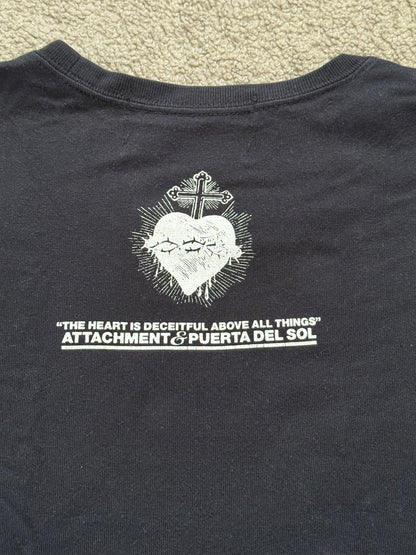 “THE HEART IS DECEITFUL ABOVE ALL THINGS”
ATTACHMENT & PUERTA DEL SOL